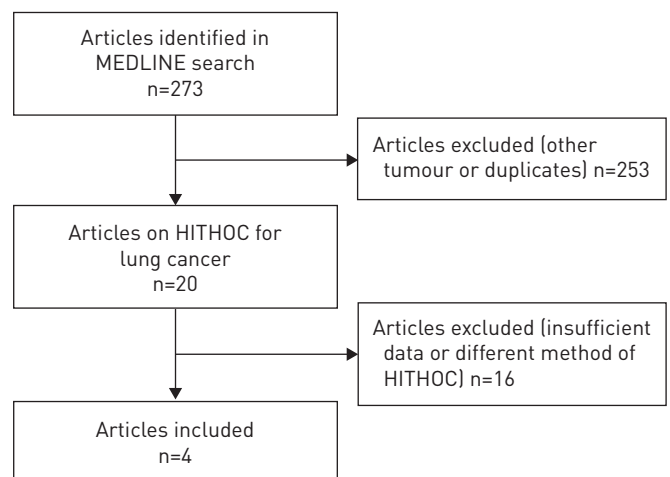 Articles identified in
MEDLINE search
n=273
Articles excluded (other
tumour or duplicates) n=253
Articles on HITHOC for
lung cancer
n=20
Articles excluded (insufficient
data or different method of
HITHOC) n=16
Articles included
n=4